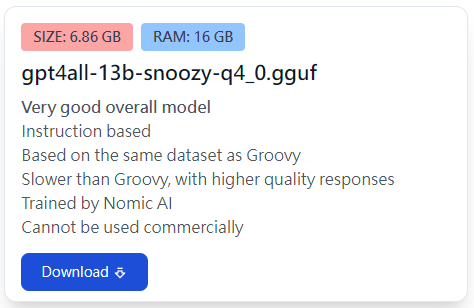 SIZE: 6.86 GB RAM: 16 GB
gpt4all-13b-snoozy-q4_0.gguf
Very good overall model
Instruction based
Based on the same dataset as Groovy
Slower than Groovy, with higher quality responses
Trained by Nomic AI
Cannot be used commercially
Download